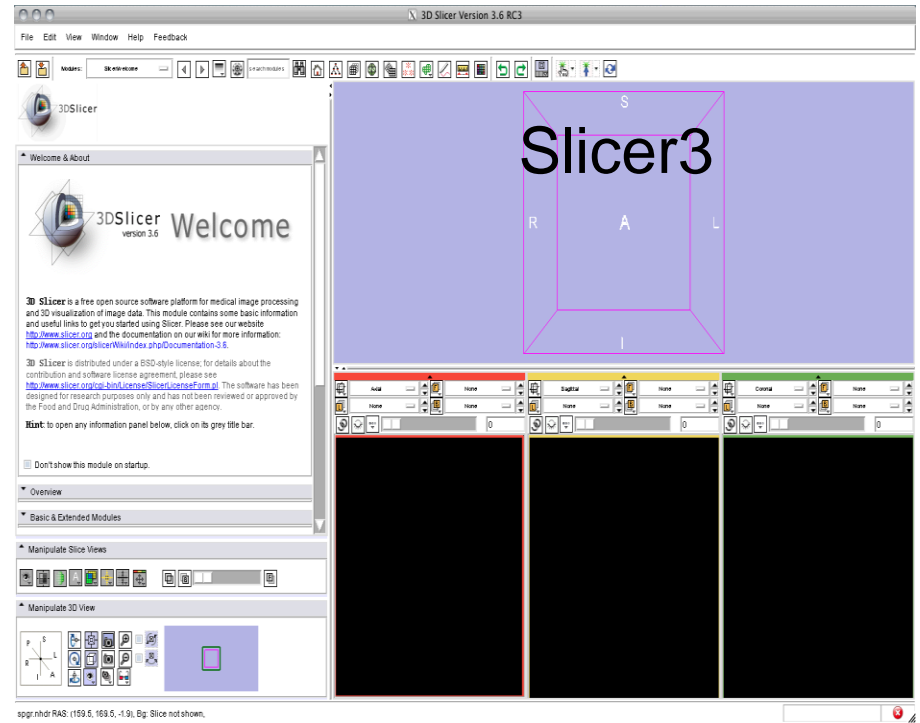 3D Slicer Version 3.6 RC3
File Edit View Window Help Feedback
Modules: SlicerWelcome searchmodules
3DSlicer
Welcome & About
3DSlicer
version 3.6
Welcome
3D Slicer is a free open source software platform for medical image processing
and 3D visualization of image data. This module contains some basic information
and useful links to get you started using Slicer. Please see our website
http://www.slicer.org and the documentation on our wiki for more information:
http://www.slicer.org/slicerWiki/index.php/Documentation-3.6.
3D Slicer is distributed under a BSD-style license; for details about the
contribution and software license agreement, please see
http://www.slicer.org/cgi-bin/License/SlicerLicenseForm.pl. The software has been
designed for research purposes only and has not been reviewed or approved by
the Food and Drug Administration, or by any other agency.
Hint: to open any information panel below, click on its grey title bar.
Don't show this module on startup.
Overview
Basic & Extended Modules
Manipulate Slice Views
Manipulate 3D View
P S
R L
I A
S
Slicer3
R A L
I
Axial None Sagittal None Coronal None
None None None None None None
0 0 0
spgr.nhdr RAS: (159.5, 169.5, -1.9), Bg: Slice not shown,